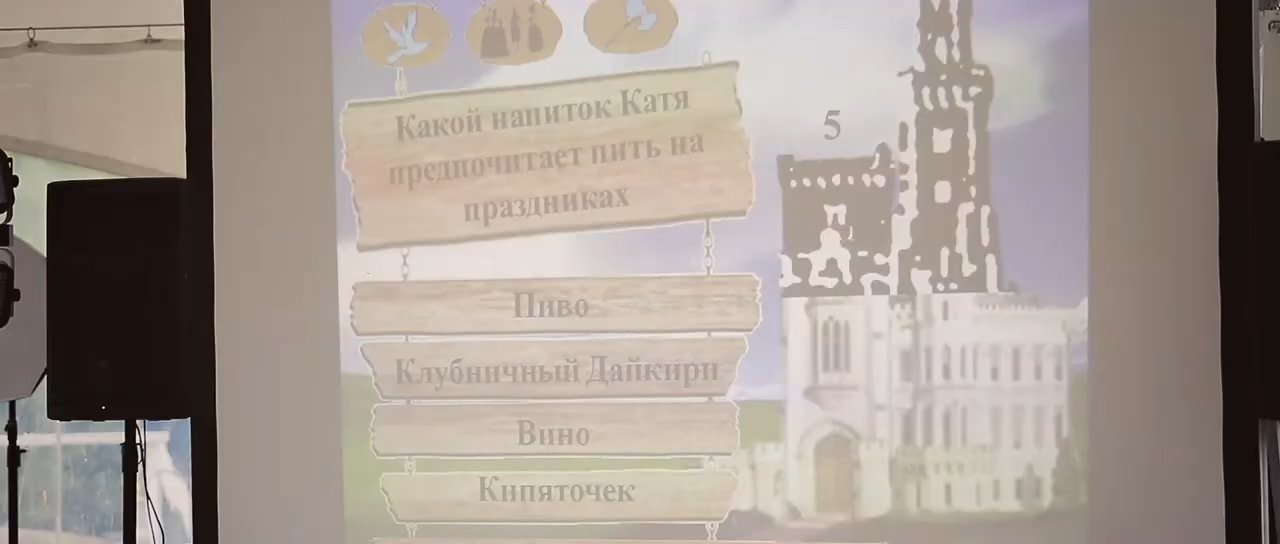 Какой напиток Катя
предпочитает пить на
праздниках
5
Пиво
Клубничный Дайкири
Вино
Кипяточек